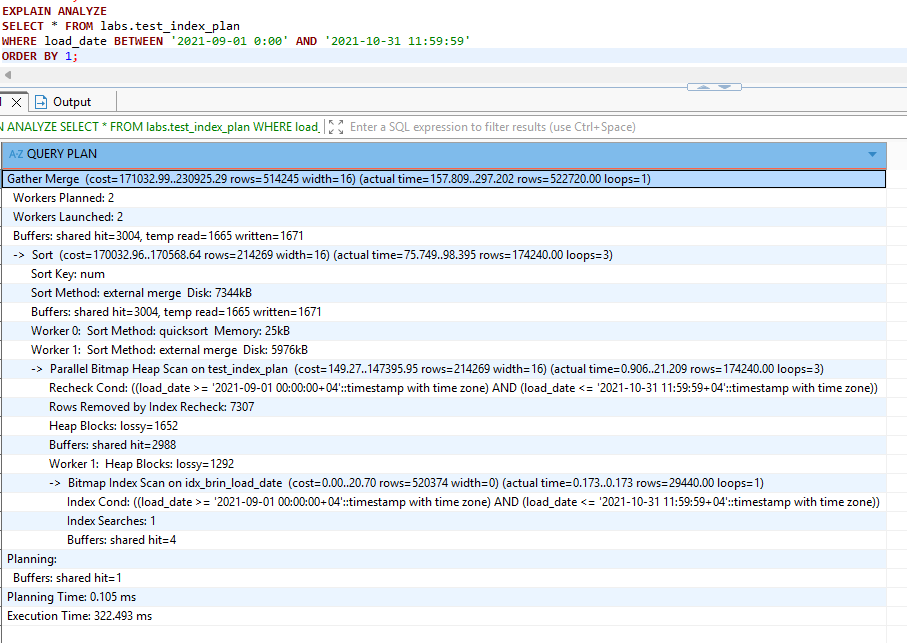 EXPLAIN ANALYZE
SELECT * FROM labs.test_index_plan
WHERE load_date BETWEEN '2021-09-01 0:00' AND '2021-10-31 11:59:59'
ORDER BY 1;
Output
N ANALYZE SELECT * FROM labs.test_index_plan WHERE load_ Enter a SQL expression to filter results (use Ctrl+Space)
A-Z QUERY PLAN
Gather Merge (cost=171032.99..230925.29 rows=514245 width=16) (actual time=157.809..297.202 rows=522720.00 loops=1)
Workers Planned: 2
Workers Launched: 2
Buffers: shared hit=3004, temp read=1665 written=1671
-> Sort (cost=170032.96..170568.64 rows=214269 width=16) (actual time=75.749..98.395 rows=174240.00 loops=3)
Sort Key: num
Sort Method: external merge Disk: 7344kB
Buffers: shared hit=3004, temp read=1665 written=1671
Worker 0: Sort Method: quicksort Memory: 25kB
Worker 1: Sort Method: external merge Disk: 5976kB
-> Parallel Bitmap Heap Scan on test_index_plan (cost=149.27..147395.95 rows=214269 width=16) (actual time=0.906..21.209 rows=174240.00 loops=3)
Recheck Cond: ((load_date >= '2021-09-01 00:00:00+04'::timestamp with time zone) AND (load_date <= '2021-10-31 11:59:59+04'::timestamp with time zone))
Rows Removed by Index Recheck: 7307
Heap Blocks: lossy=1652
Buffers: shared hit=2988
Worker 1: Heap Blocks: lossy=1292
-> Bitmap Index Scan on idx_brin_load_date (cost=0.00..20.70 rows=520374 width=0) (actual time=0.173..0.173 rows=29440.00 loops=1)
Index Cond: ((load_date >= '2021-09-01 00:00:00+04'::timestamp with time zone) AND (load_date <= '2021-10-31 11:59:59+04'::timestamp with time zone))
Index Searches: 1
Buffers: shared hit=4
Planning:
Buffers: shared hit=1
Planning Time: 0.105 ms
Execution Time: 322.493 ms